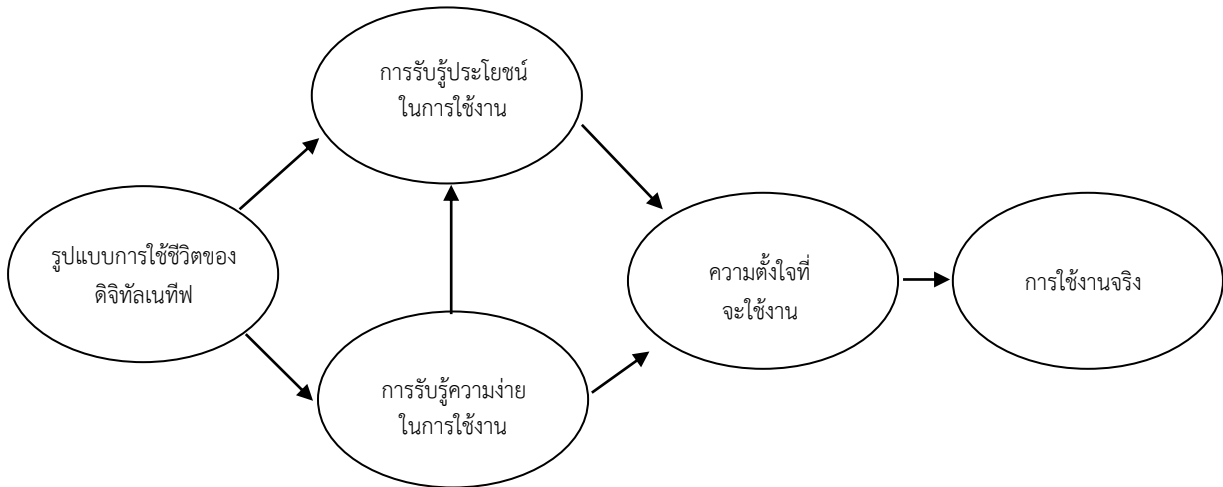 การรับรู้ประโยชน์
ในการใช้งาน
รูปแบบการใช้ชีวิตของ
ดิจิทัลเนทีฟ
ความตั้งใจที่
จะใช้งาน
การใช้งานจริง
การรับรู้ความง่าย
ในการใช้งาน